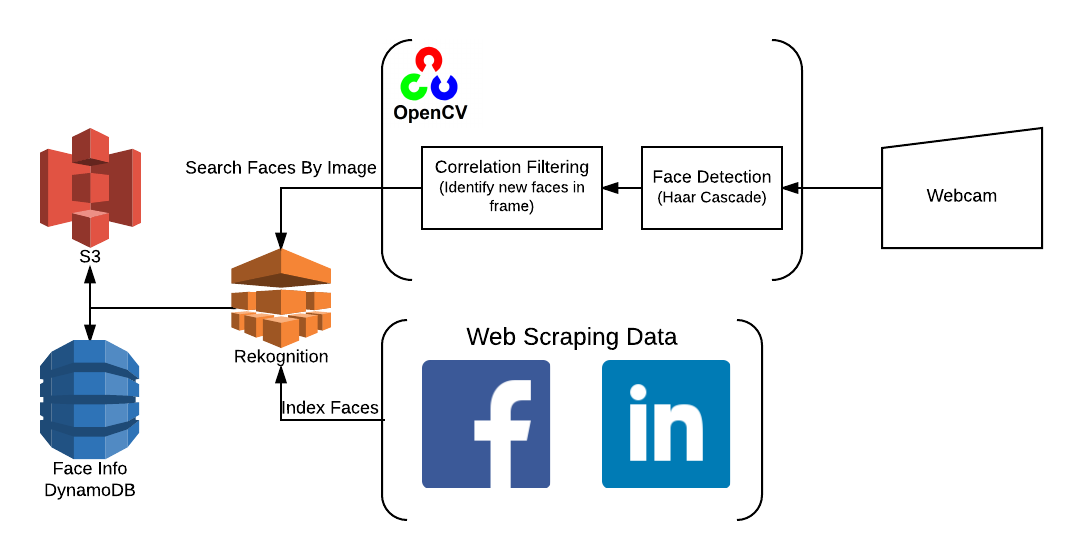 OpenCV
Search Faces By Image
Correlation Filtering
(Identify new faces in
frame)
Face Detection
(Haar Cascade)
Webcam
S3
Rekognition
Web Scraping Data
Index Faces
f
in
Face Info
DynamoDB